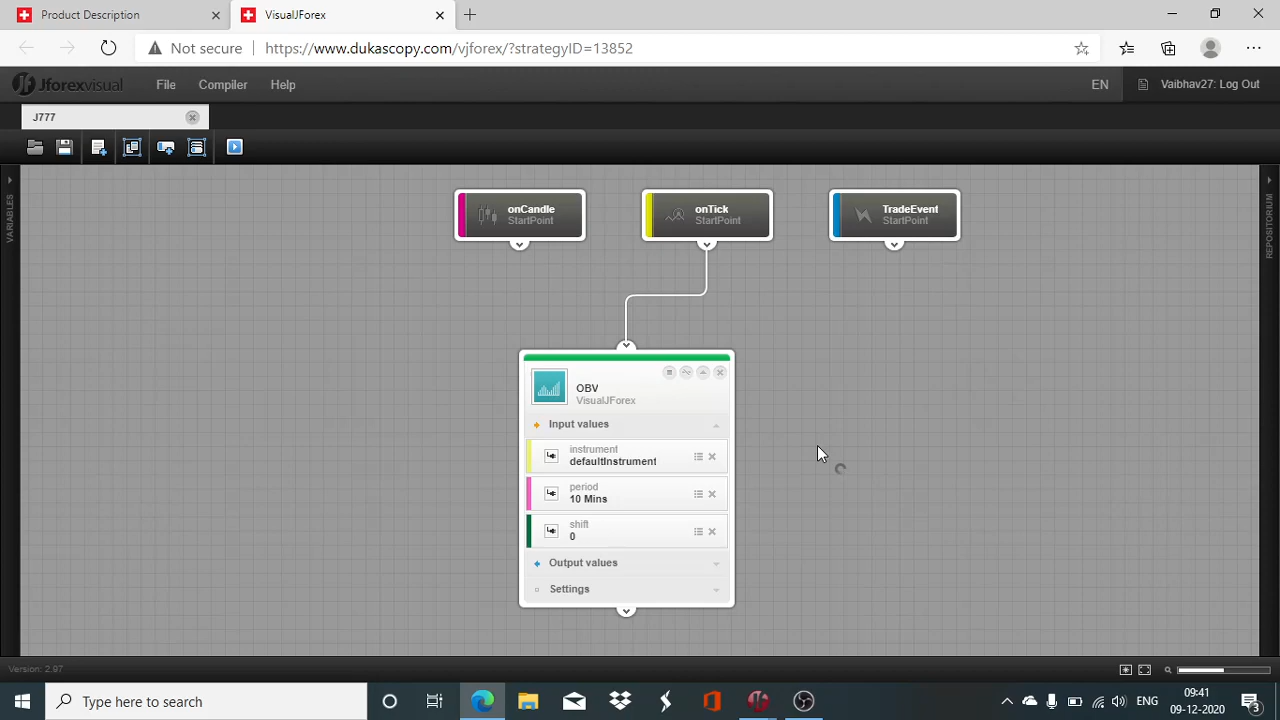 Product Description
VisualJForex
Not secure
https://www.dukascopy.com/vjforex/?strategyID=13852
Jforexvisual
File
Compiler
Help
EN
Vaibhav27: Log Out
J777
VARIABLES
REPOSITORIUM
onCandle
StartPoint
onTick
StartPoint
TradeEvent
StartPoint
OBV
VisualJForex
Input values
instrument
defaultInstrument
period
10 Mins
shift
0
Output values
Settings
Version: 2.97
Type here to search
ENG
09:41
09-12-2020
3